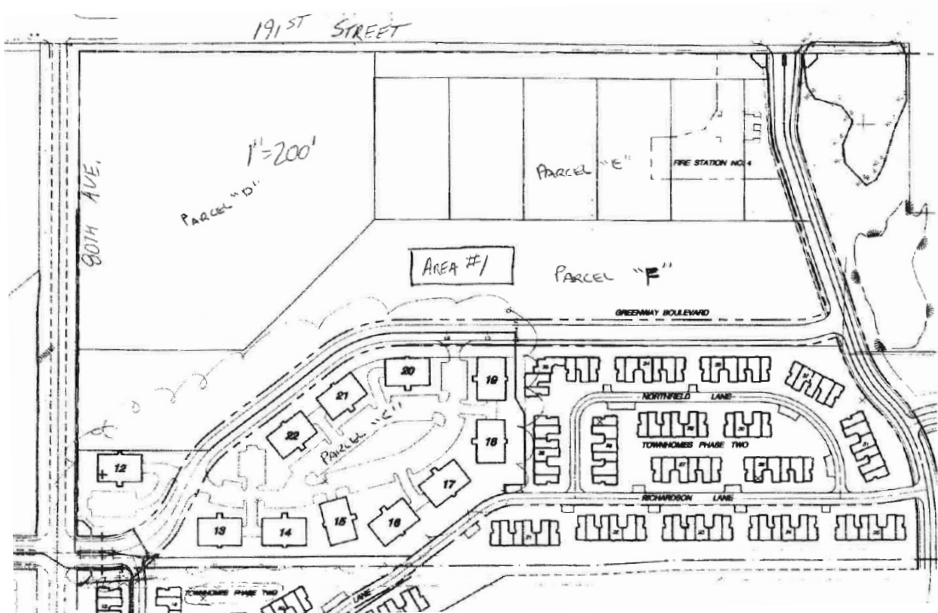 191ST STREET
1"=200'
80TH AVE.
PARCEL "D"
PARCEL "E"
FIRE STATION NO. 4
AREA #1
PARCEL "F"
GREENWAY BOULEVARD
20
19
21
22
PARCEL "C"
18
17
16
15
14
13
12
NORTHFIELD LANE
TOWNHOMES PHASE TWO
RICHARDSON LANE
TOWNHOMES PHASE TWO
LANE